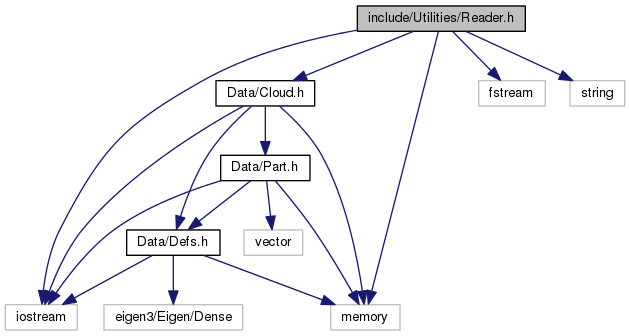 include/Utilities/Reader.h
Data/Cloud.h
fstream
string
Data/Part.h
Data/Defs.h
vector
iostream
eigen3/Eigen/Dense
memory